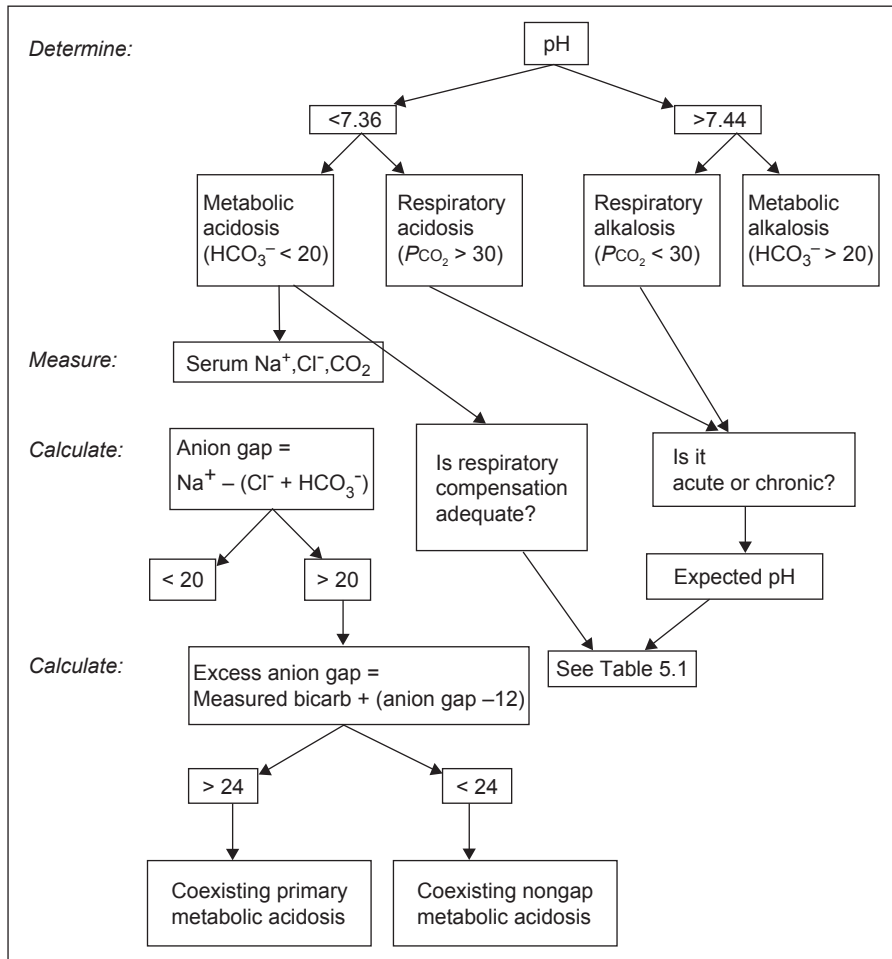 Determine:
pH
<7.36
>7.44
Metabolic
acidosis
(HCO₃⁻ < 20)
Respiratory
acidosis
(PCO₂ > 30)
Respiratory
alkalosis
(PCO₂ < 30)
Metabolic
alkalosis
(HCO₃⁻ > 20)
Measure:
Serum Na⁺,Cl⁻,CO₂
Calculate:
Anion gap =
Na⁺ – (Cl⁻ + HCO₃⁻)
Is respiratory
compensation
adequate?
Is it
acute or chronic?
< 20
> 20
Expected pH
Calculate:
Excess anion gap =
Measured bicarb + (anion gap –12)
See Table 5.1
> 24
< 24
Coexisting primary
metabolic acidosis
Coexisting nongap
metabolic acidosis